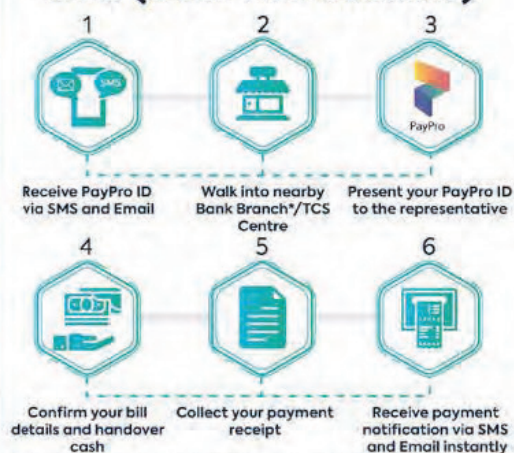 1
2
3
SMS
PayPro
Receive PayPro ID
via SMS and Email
Walk into nearby
Bank Branch*/TCS
Centre
Present your PayPro ID
to the representative
4
5
6
Confirm your bill
details and handover
cash
Collect your payment
receipt
Receive payment
notification via SMS
and Email instantly